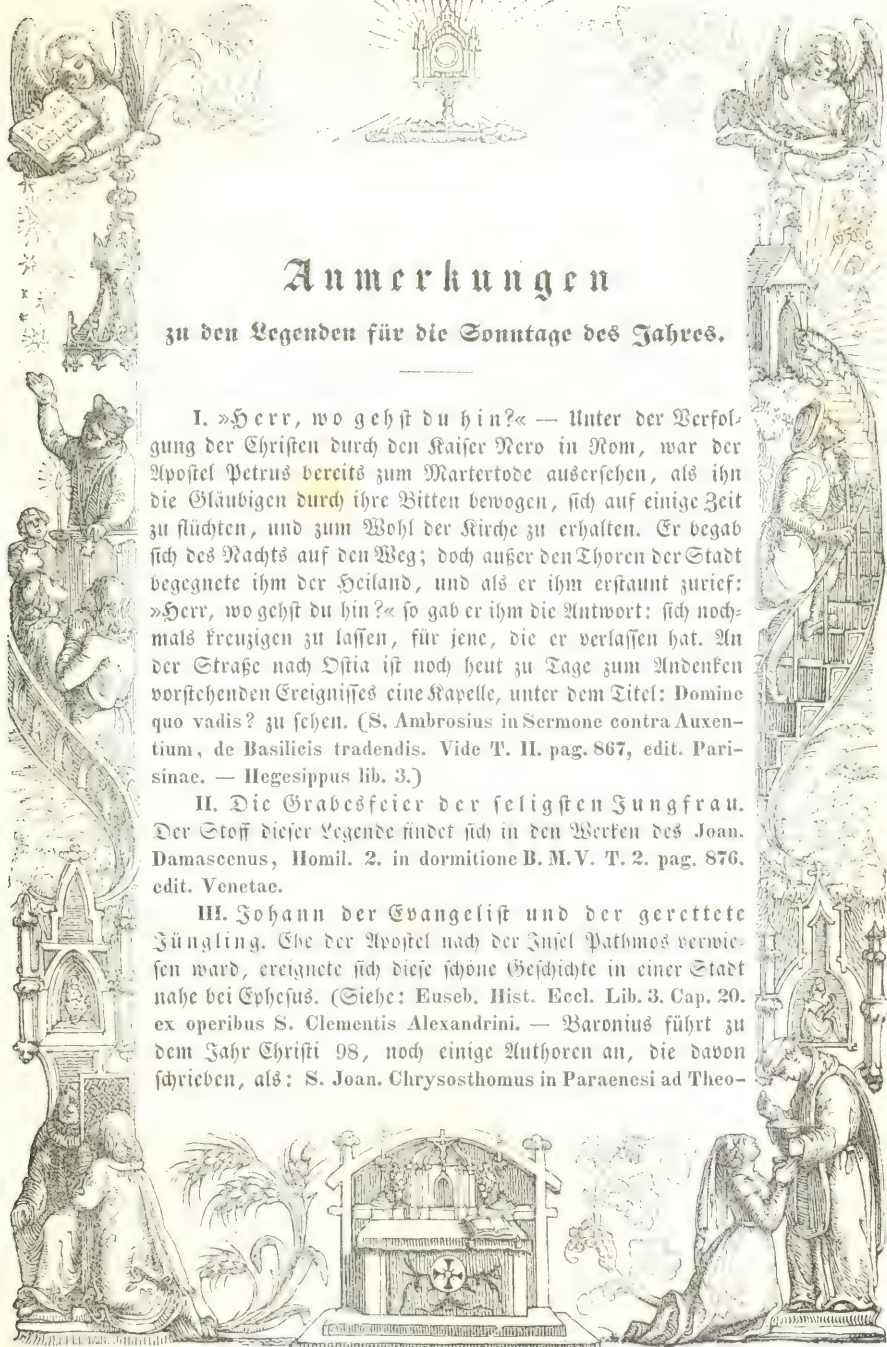 Anmerkungen
zu den Legenden für die Sonntage des Jahres.
I. »Herr, wo gehst du hin?« — Unter der Verfol-
gung der Christen durch den Kaiser Nero in Rom, war der
Apostel Petrus bereits zum Martertode ausersehen, als ihn
die Gläubigen durch ihre Bitten bewogen, sich auf einige Zeit
zu flüchten, und zum Wohl der Kirche zu erhalten. Er begab
sich des Nachts auf den Weg; doch außer den Thoren der Stadt
begegnete ihm der Heiland, und als er ihm erstaunt zurief:
»Herr, wo gehst du hin?« so gab er ihm die Antwort: sich noch-
mals kreuzigen zu lassen, für jene, die er verlassen hat. An
der Straße nach Ostia ist noch heut zu Tage zum Andenken
vorstehenden Ereignisses eine Kapelle, unter dem Titel: Domine
quo vadis? zu sehen. (S. Ambrosius in Sermone contra Auxen-
tium, de Basilicis tradendis. Vide T. II. pag. 867, edit. Pari-
sinae. — Hegesippus lib. 3.)
II. Die Grabesfeier der seligsten Jungfrau.
Der Stoff dieser Legende findet sich in den Werken des Joan.
Damascenus, Homil. 2. in dormitione B. M. V. T. 2. pag. 876.
edit. Venetae.
III. Johann der Evangelist und der gerettete
Jüngling. Ehe der Apostel nach der Insel Pathmos verwie-
sen ward, ereignete sich diese schöne Geschichte in einer Stadt
nahe bei Ephesus. (Siehe: Euseb. Hist. Eccl. Lib. 3. Cap. 20.
ex operibus S. Clementis Alexandrini. — Baronius führt zu
dem Jahr Christi 98, noch einige Authoren an, die davon
schrieben, als: S. Joan. Chrysosthomus in Paraenesi ad Theo-